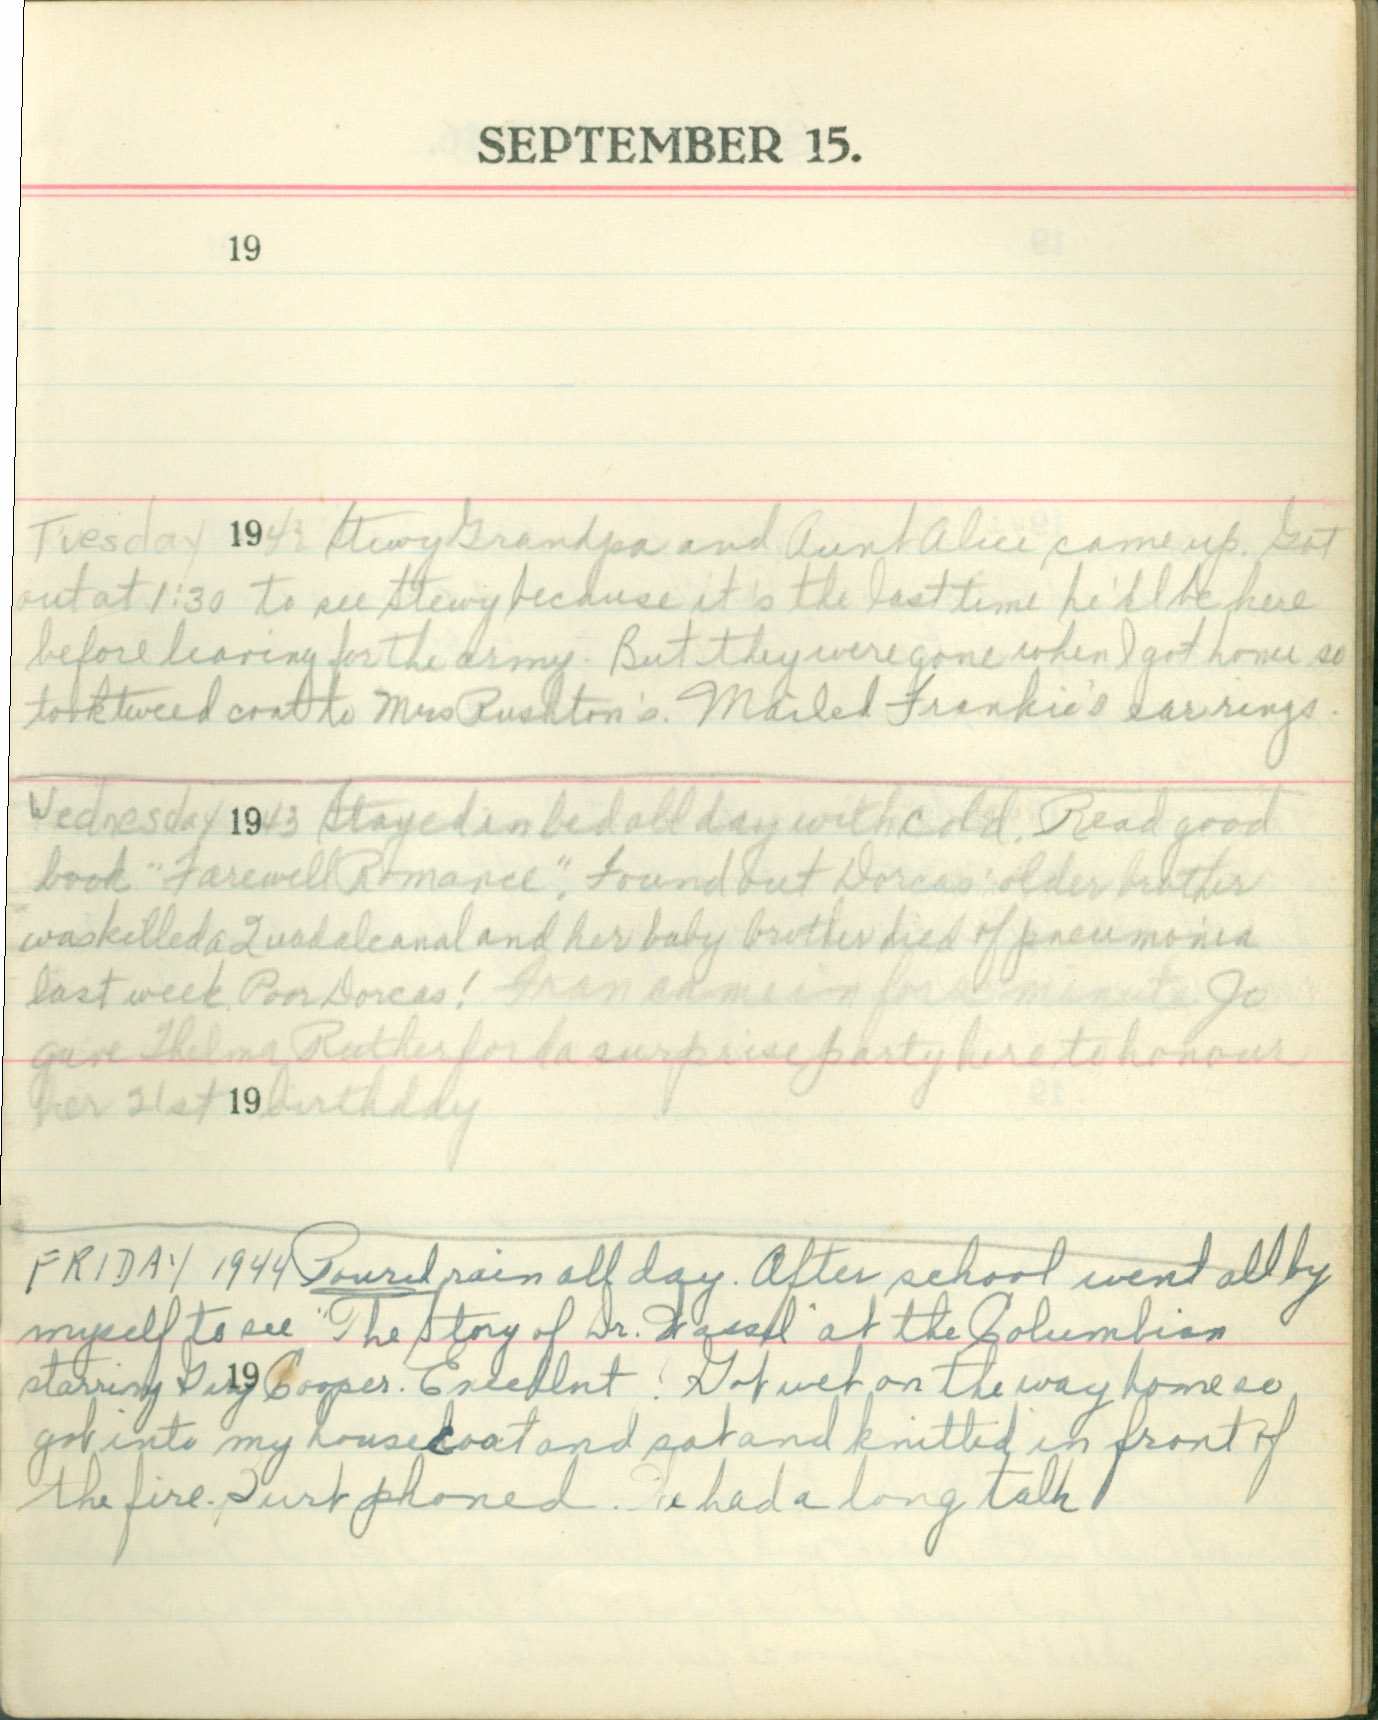 SEPTEMBER 15.
19
Tuesday 1942 Stewy Grandpa and Aunt Alice came up. Got
out at 1:30 to see Stewy because it's the last time he'll be here
before leaving for the army. But they were gone when I got home so
took tweed coat to Mrs Rushton's. Mailed Frankie's earrings.
Wednesday 1943 Stayed in bed all day with cold. Read good
book "Farewell Romance". Found out Dorcas' older brother
was killed a Guadalcanal and her baby brother died of pneumonia
last week. Poor Dorcas! Fran came in for a minute Jo
gave Thelma Rutherford a surprise party here to honour
her 21st 19 birthday
FRIDAY 1944 Poured rain all day. After school went all by
myself to see "The Story of Dr. Wassel" at the Columbian
starring Gary 19 Cooper. Excellent! Got wet on the way home so
got into my housecoat and sat and knitted in front of
the fire. phoned. We had a long talk